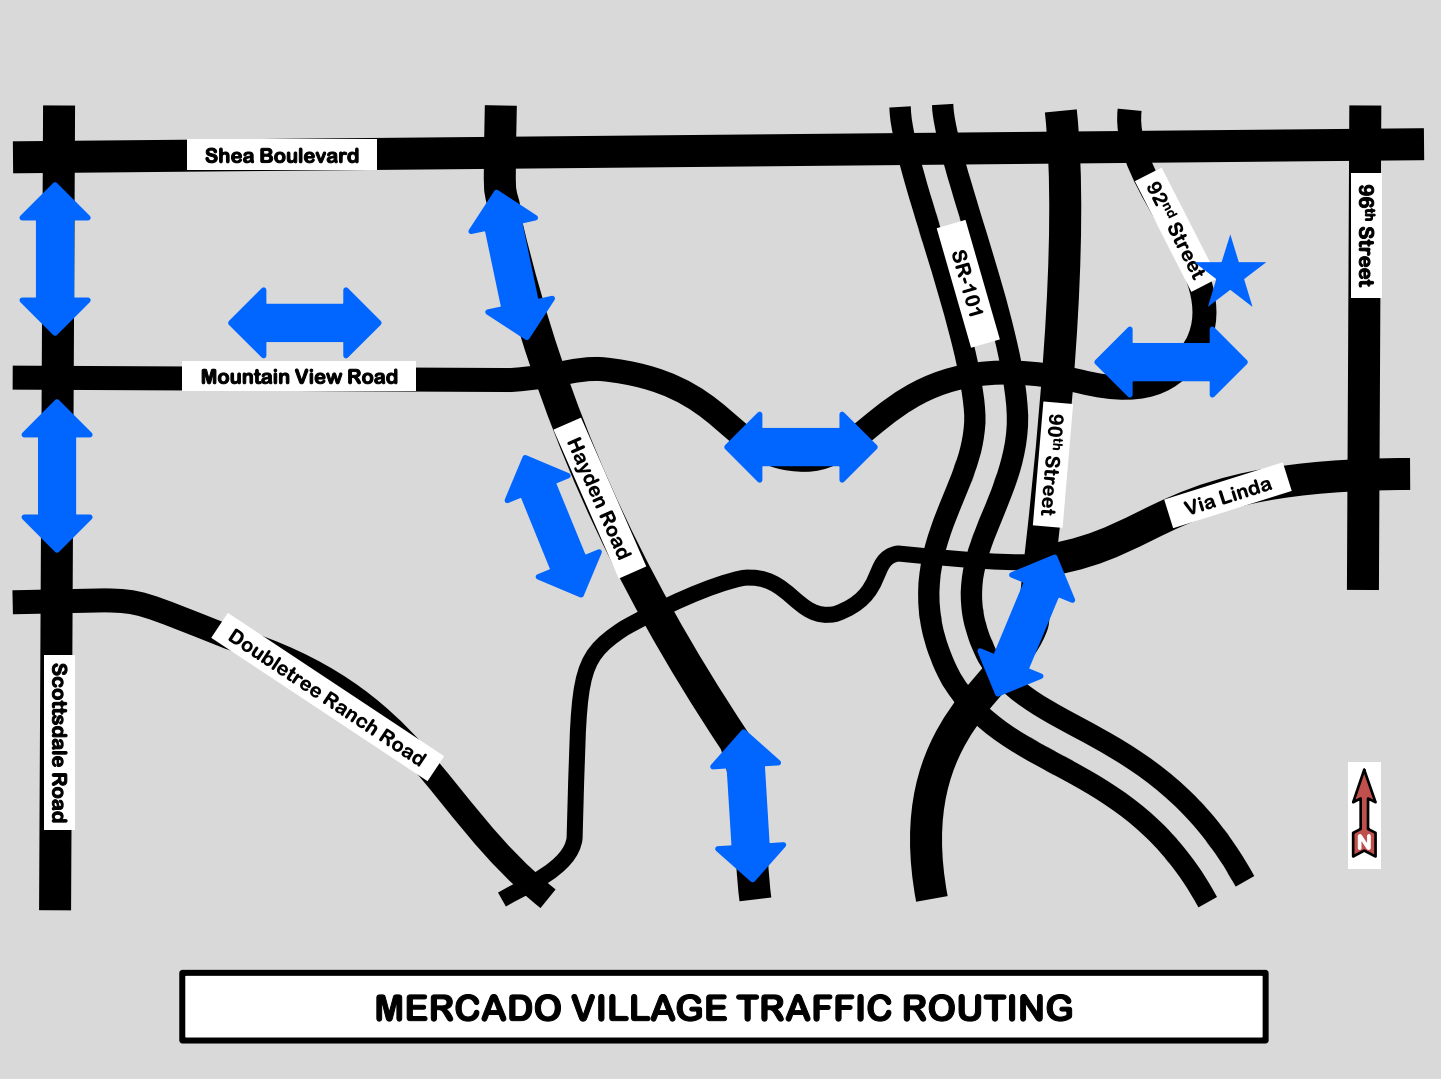 Shea Boulevard
92nd Street
96th Street
SR-101
Mountain View Road
90th Street
Hayden Road
Via Linda
Doubletree Ranch Road
Scottsdale Road
N
MERCADO VILLAGE TRAFFIC ROUTING